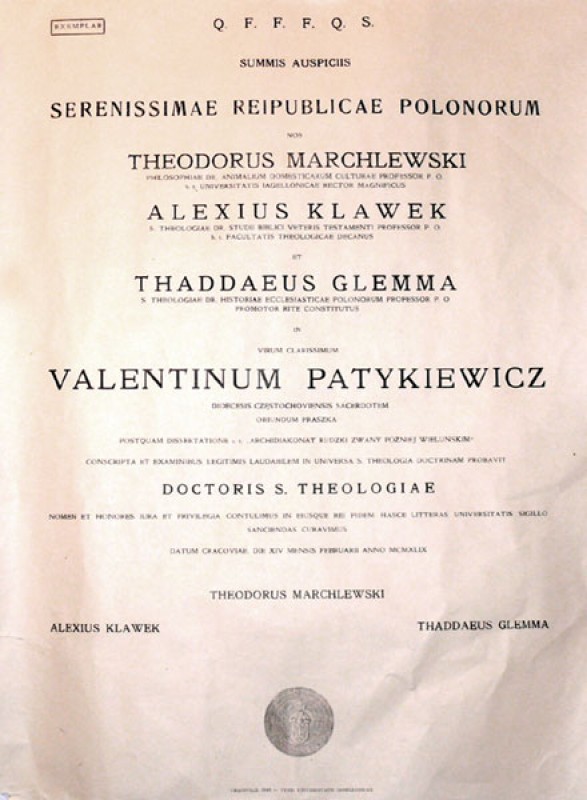 EXEMPLAR
Q. F. F. F. Q. S.
SUMMIS AUSPICIIS
SERENISSIMAE REIPUBLICAE POLONORUM
NOS
THEODORUS MARCHLEWSKI
PHILOSOPHIAE DR. ANIMALIUM DOMESTICARUM CULTURAE PROFESSOR P. O.
h. t. UNIVERSITATIS IAGELLONICAE RECTOR MAGNIFICUS
ALEXIUS KLAWEK
S. THEOLOGIAE DR. STUDII BIBLICI VETERIS TESTAMENTI PROFESSOR P. O.
h. t. FACULTATIS THEOLOGICAE DECANUS
ET
THADDAEUS GLEMMA
S. THEOLOGIAE DR. HISTORIAE ECCLESIASTICAE POLONORUM PROFESSOR P. O
PROMOTOR RITE CONSTITUTUS
IN
VIRUM CLARISSIMUM
VALENTINUM PATYKIEWICZ
DIOECESIS CZĘSTOCHOVIENSIS SACERDOTEM
ORIUNDUM PRASZKA
POSTQUAM DISSERTATIONE i. t. „ARCHIDIAKONAT RUDZKI ZWANY PÓŹNIEJ WIELUŃSKIM"
CONSCRIPTA ET EXAMINIBUS LEGITIMIS LAUDABILEM IN UNIVERSA S. THEOLOGIA DOCTRINAM PROBAVIT
DOCTORIS S. THEOLOGIAE
NOMEN ET HONORES IURA ET PRIVILEGIA CONTULIMUS IN EIUSQUE REI FIDEM HASCE LITTERAS UNIVERSITATIS SIGILLO
SANCIENDAS CURAVIMUS
DATUM CRACOVIAE, DIE XIV MENSIS FEBRUARII ANNO MCMXLIX
THEODORUS MARCHLEWSKI
ALEXIUS KLAWEK
THADDAEUS GLEMMA